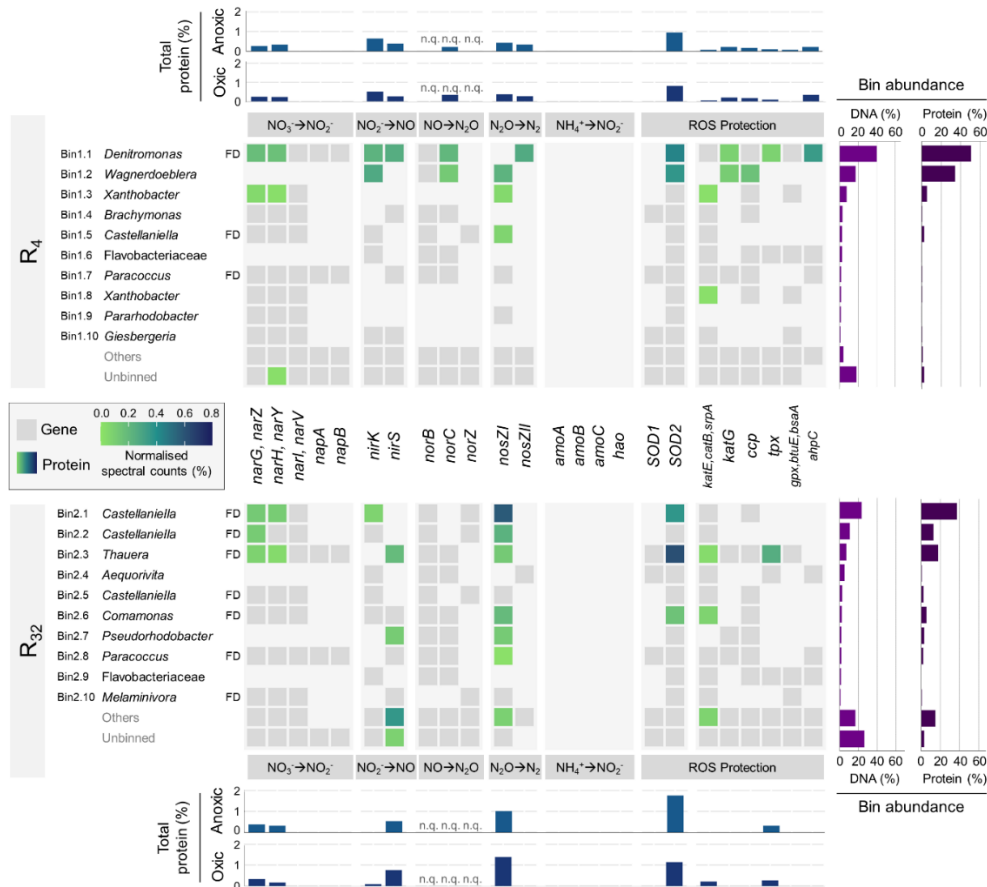 Total protein (%)
Anoxic
2
1
0
n.q. n.q. n.q.
Oxic
2
1
0
n.q. n.q. n.q.
Bin abundance
DNA (%)
Protein (%)
0 20 40 60
0 20 40 60
NO₃⁻→NO₂⁻
NO₂⁻→NO
NO→N₂O
N₂O→N₂
NH₄⁺→NO₂⁻
ROS Protection
R₄
Bin1.1 Denitromonas FD
Bin1.2 Wagnerdoeblera
Bin1.3 Xanthobacter
Bin1.4 Brachymonas
Bin1.5 Castellaniella FD
Bin1.6 Flavobacteriaceae
Bin1.7 Paracoccus FD
Bin1.8 Xanthobacter
Bin1.9 Pararhodobacter
Bin1.10 Giesbergeria
Others
Unbinned
Gene
Protein
0.0 0.2 0.4 0.6 0.8
Normalised spectral counts (%)
narG, narZ
narH, narY
narI, narV
napA
napB
nirK
nirS
norB
norC
norZ
nosZI
nosZII
amoA
amoB
amoC
hao
SOD1
SOD2
katE,catB,srpA
katG
ccp
tpx
gpx,btuE,bsaA
ahpC
R₃₂
Bin2.1 Castellaniella FD
Bin2.2 Castellaniella FD
Bin2.3 Thauera FD
Bin2.4 Aequorivita
Bin2.5 Castellaniella FD
Bin2.6 Comamonas FD
Bin2.7 Pseudorhodobacter
Bin2.8 Paracoccus FD
Bin2.9 Flavobacteriaceae
Bin2.10 Melaminivora FD
Others
Unbinned
NO₃⁻→NO₂⁻
NO₂⁻→NO
NO→N₂O
N₂O→N₂
NH₄⁺→NO₂⁻
ROS Protection
0 20 40 60
0 20 40 60
DNA (%)
Protein (%)
Bin abundance
Total protein (%)
Anoxic
2
1
0
n.q. n.q. n.q.
Oxic
2
1
0
n.q. n.q. n.q.